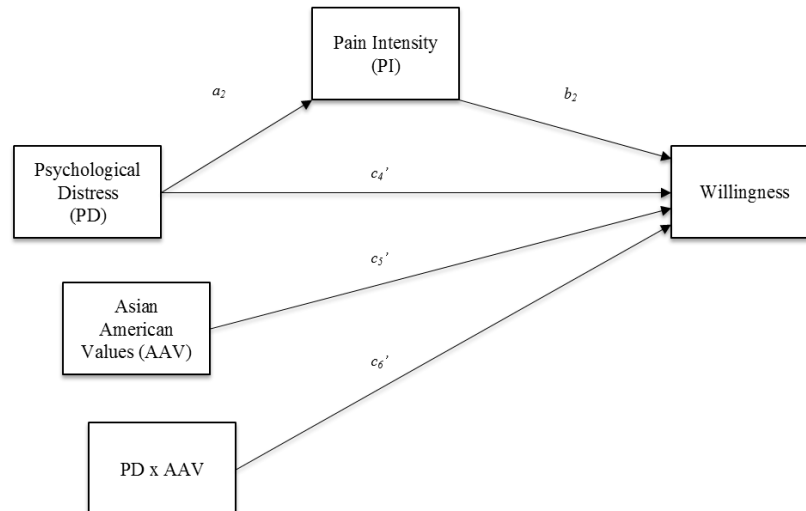 Pain Intensity
(PI)
a2
b2
Psychological
Distress
(PD)
c4’
Willingness
c5’
Asian
American
Values (AAV)
c6’
PD x AAV